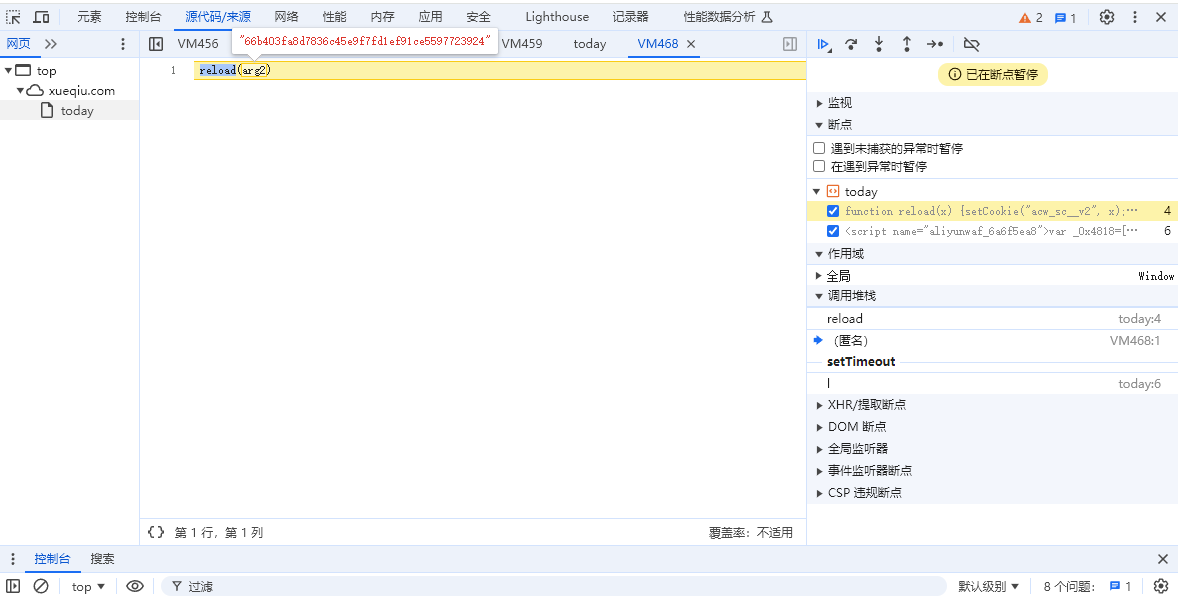 元素 控制台 源代码/来源 网络 性能 内存 应用 安全 Lighthouse 记录器 性能数据分析 2 1
网页 VM456 "66b403fa8d7836c45e9f7fd1ef91ce5597723924" VM459 today VM468
top
xueqiu.com
today
1 reload(arg2)
第 1 行，第 1 列 覆盖率：不适用
已在断点暂停
监视
断点
遇到未捕获的异常时暂停
在遇到异常时暂停
today
function reload(x) {setCookie("acw_sc__v2", x);… 4
<script name="aliyunwaf_6a6f5ea8">var _0x4818=[… 6
作用域
全局 Window
调用堆栈
reload today:4
（匿名） VM468:1
setTimeout
l today:6
XHR/提取断点
DOM 断点
全局监听器
事件监听器断点
CSP 违规断点
控制台 搜索
top 过滤 默认级别 8 个问题： 1